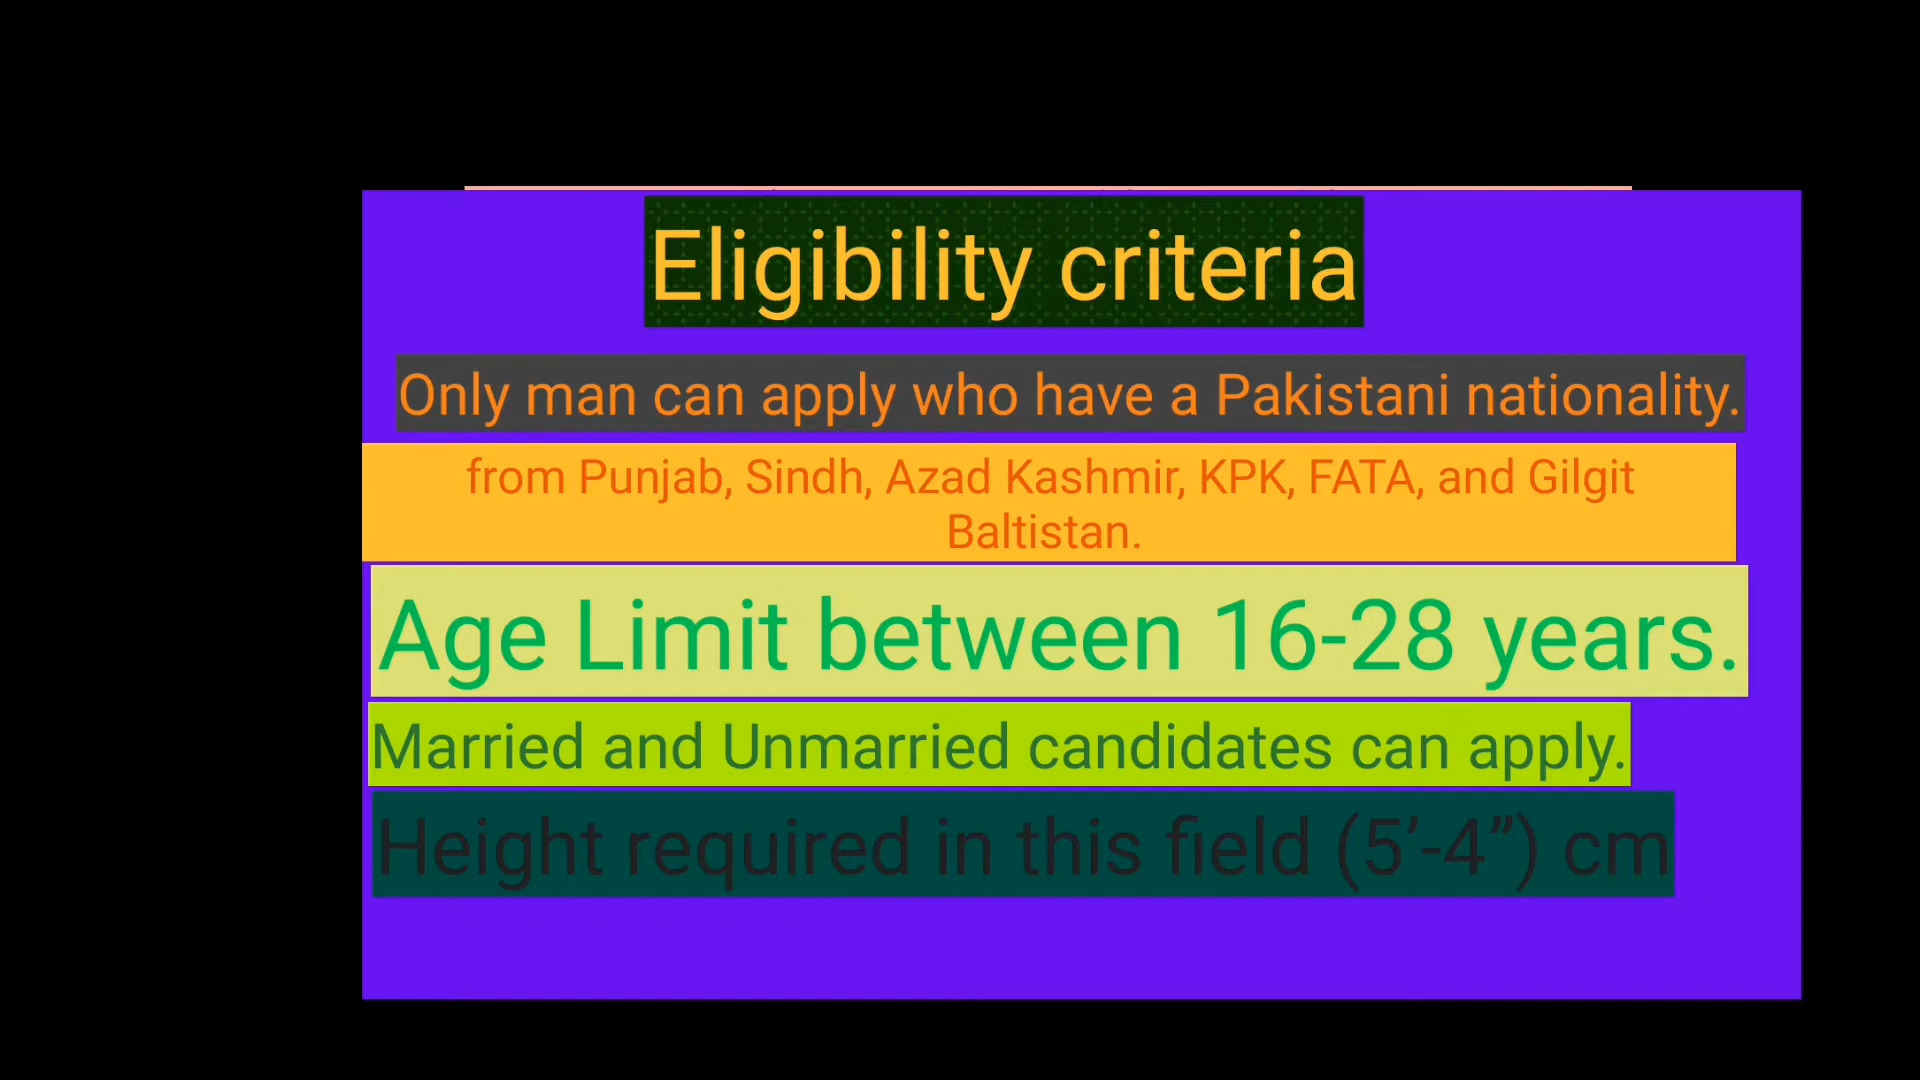 Eligibility criteria
Only man can apply who have a Pakistani nationality.
from Punjab, Sindh, Azad Kashmir, KPK, FATA, and Gilgit
Baltistan.
Age Limit between 16-28 years.
Married and Unmarried candidates can apply.
Height required in this field (5’-4”) cm